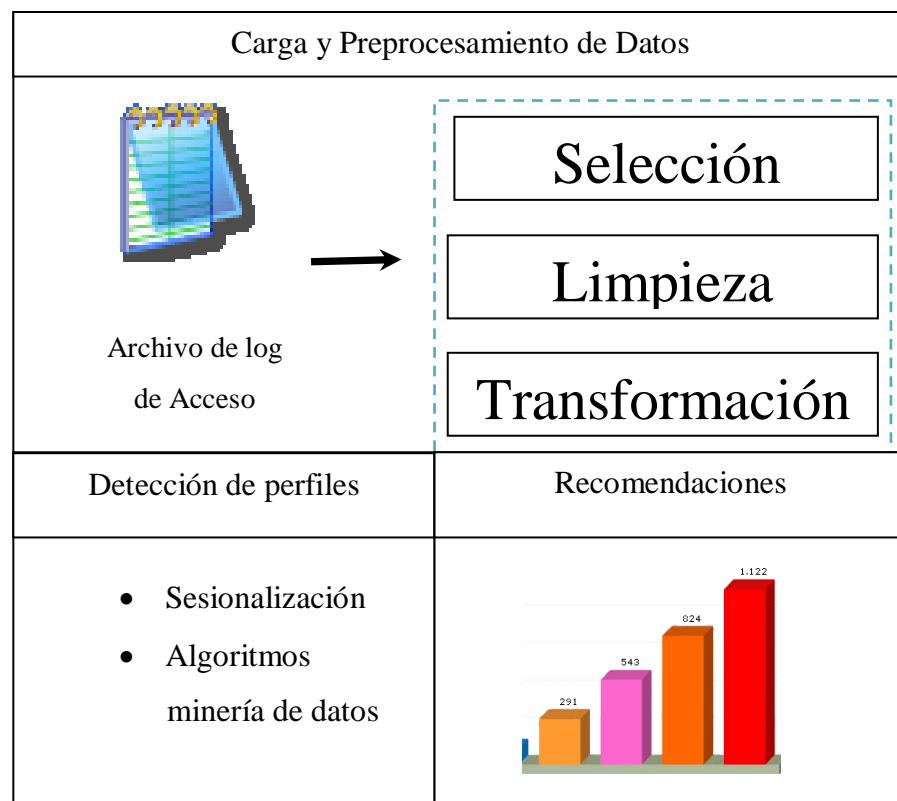 Carga y Preprocesamiento de Datos
Selección
Limpieza
Transformación
Archivo de log
de Acceso
Detección de perfiles
Recomendaciones
• Sesionalización
• Algoritmos
minería de datos
291
543
824
1.122